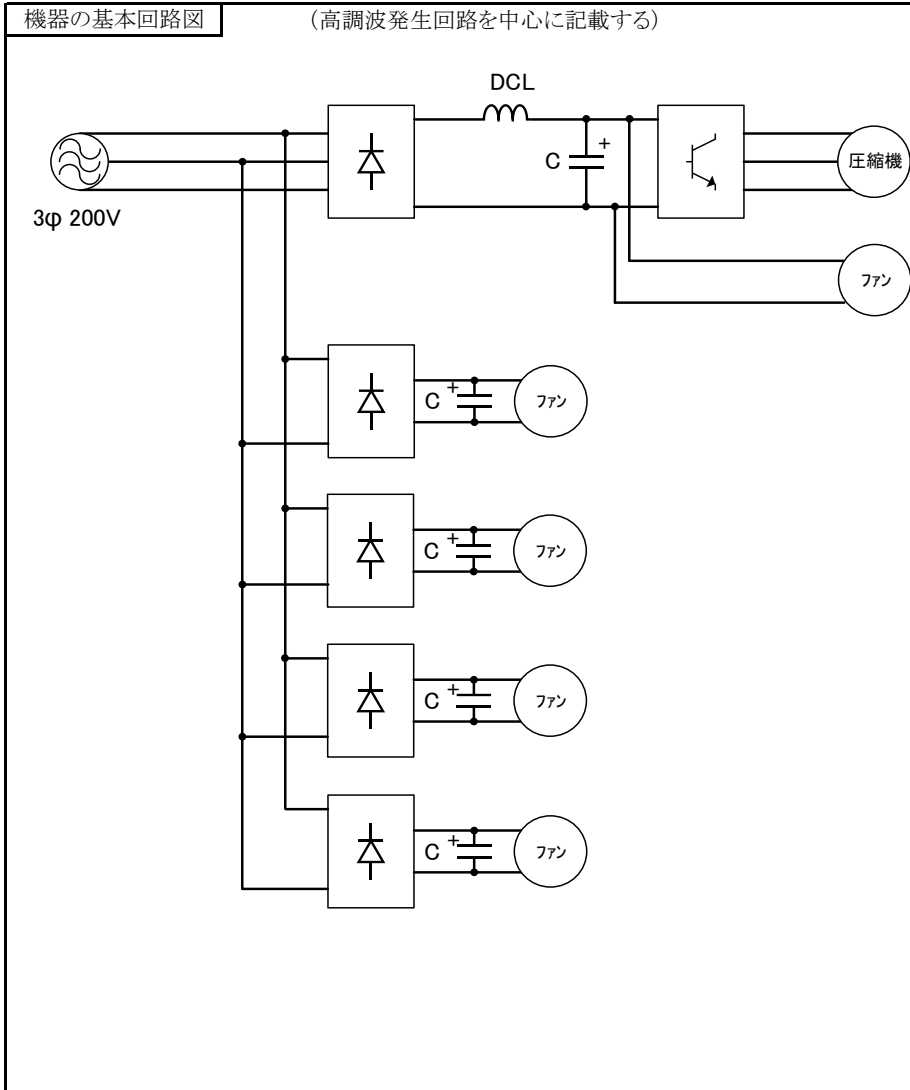 機器の基本回路図
(高調波発生回路を中心に記載する)
DCL
C
+
圧縮機
3φ 200V
ファン
C
+
ファン
C
+
ファン
C
+
ファン
C
+
ファン